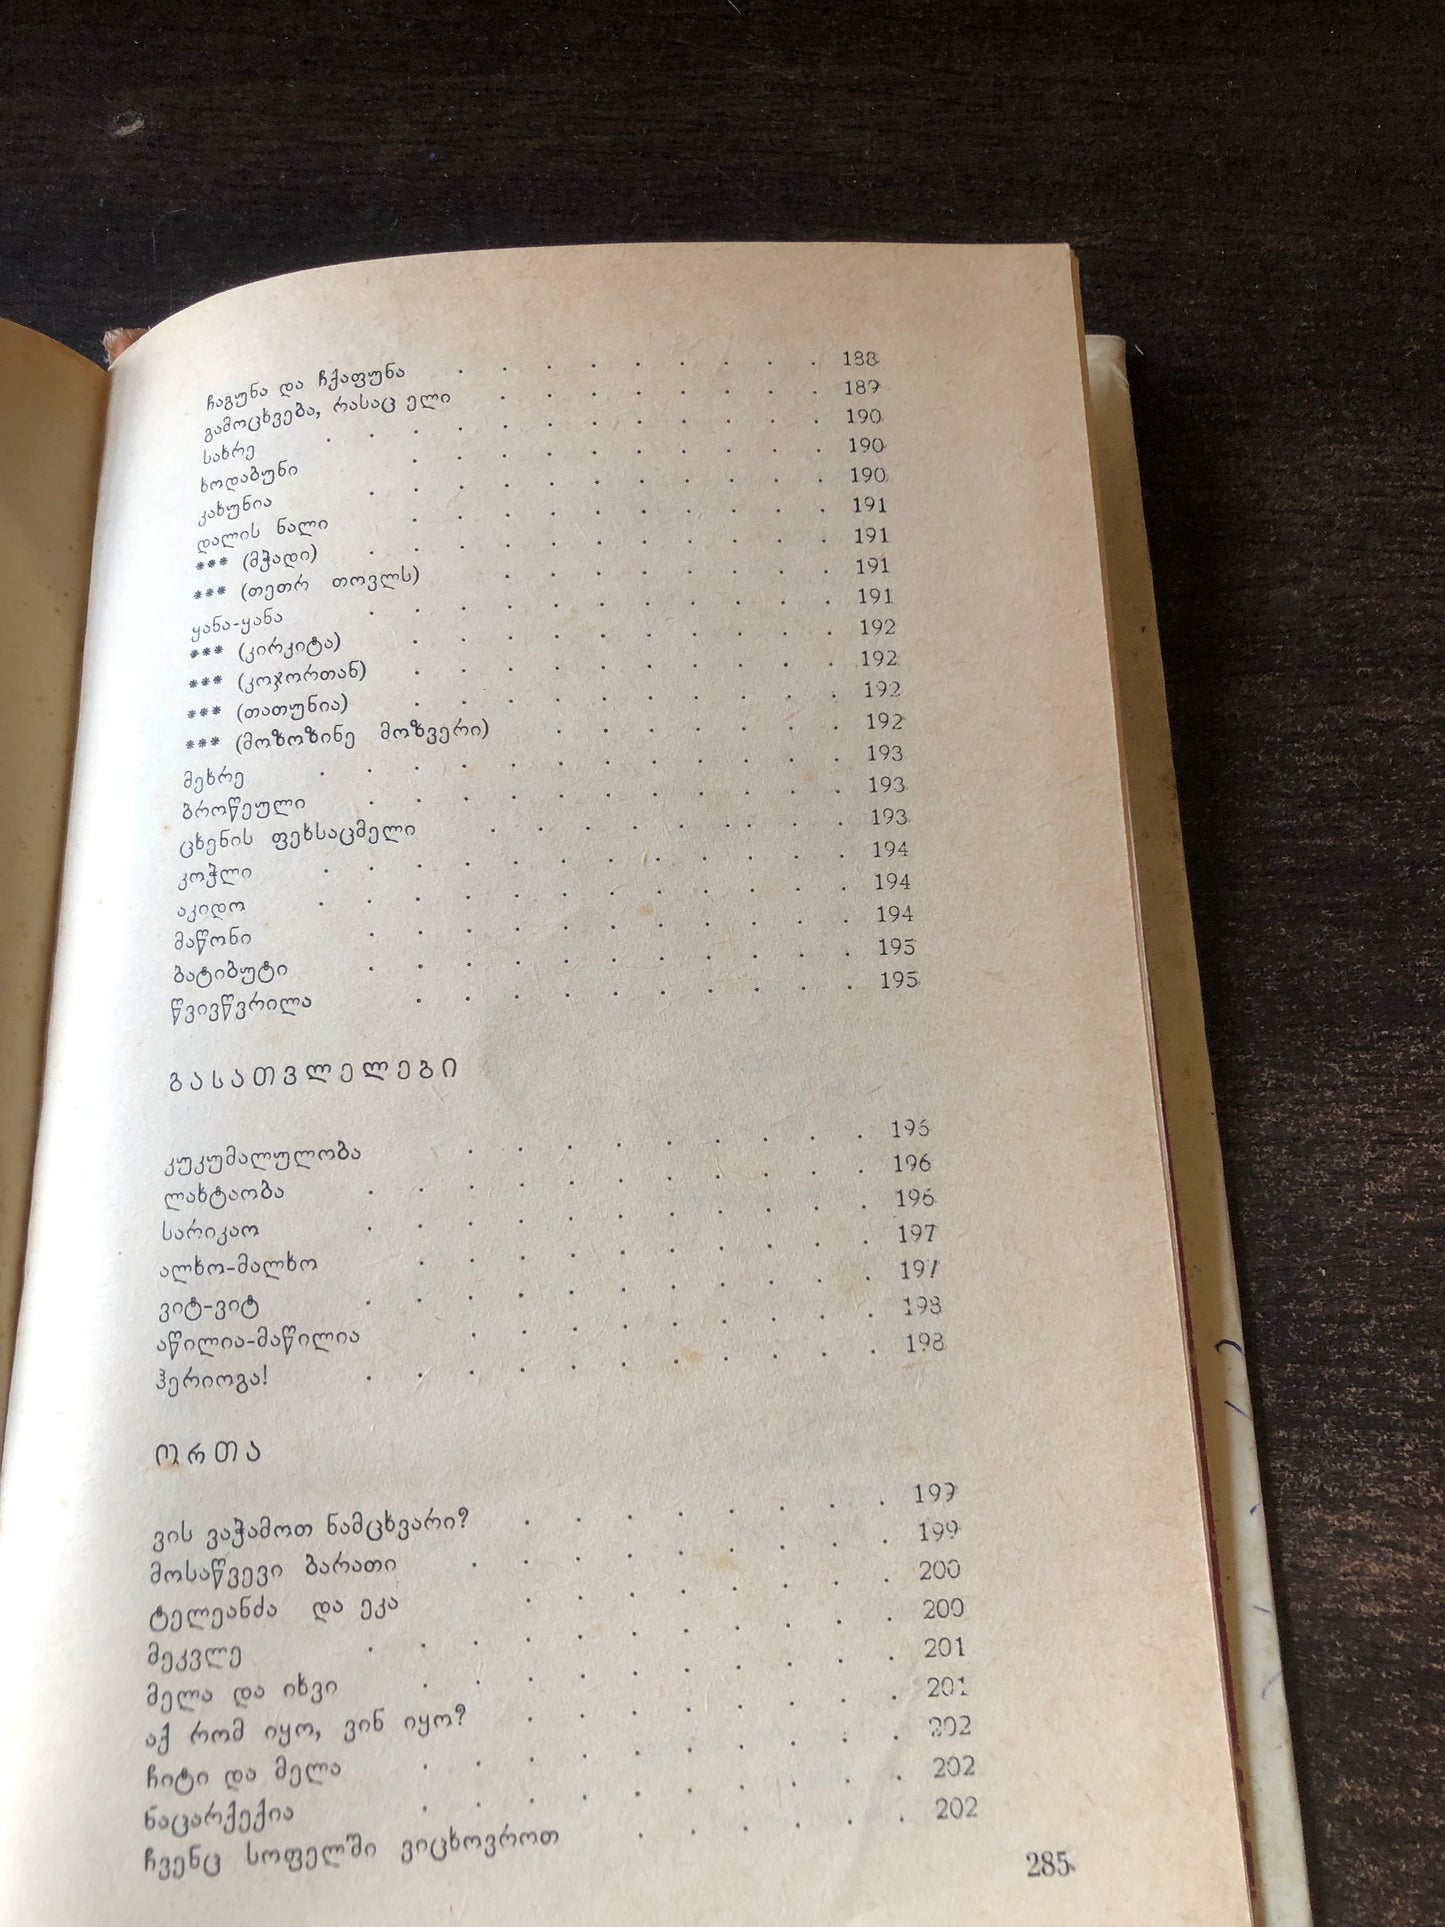 ჩაგუნა და ჩქაფუნა . . . . . . . . . 188
გამოცხვება, რასაც ელი . . . . . . . . 189
სახრე . . . . . . . . . . . . 190
ხოდაბუნი . . . . . . . . . . 190
კახუნია . . . . . . . . . . . 190
დალის ნალი . . . . . . . . . . 191
*** (მჭადი) . . . . . . . . . . . 191
*** (თეთრ თოვლს) . . . . . . . . 191
ყანა-ყანა . . . . . . . . . . . 191
*** (კირკიტა) . . . . . . . . . . 192
*** (კოჯორთან) . . . . . . . . . . 192
*** (თათუნია) . . . . . . . . . . 192
*** (მოზოზინე მოზვერი) . . . . . . . 192
მეხრე . . . . . . . . . . . . 193
ბროწეული . . . . . . . . . . . 193
ცხენის ფეხსაცმელი . . . . . . . . 193
კოჭლი . . . . . . . . . . . . 194
აკიდო . . . . . . . . . . . . 194
მაწონი . . . . . . . . . . . 194
ბატიბუტი . . . . . . . . . . . 195
წვივწვრილა . . . . . . . . . . 195
გასათვლელები
კუკუმალულობა . . . . . . . . . 195
ლახტაობა . . . . . . . . . . . 196
სარიკაო . . . . . . . . . . . 196
ალხო-მალხო . . . . . . . . . . 197
ვიტ-ვიტ . . . . . . . . . . . 197
აწილია-მაწილია . . . . . . . . . 198
ჰერიოგა! . . . . . . . . . . . 198
ორთა
ვის ვაჭამოთ ნამცხვარი? . . . . . . . . 199
მოსაწვევი ბარათი . . . . . . . . . 199
ტელეანძა და ეკა . . . . . . . . 200
მეკვლე . . . . . . . . . . . 200
მელა და იხვი . . . . . . . . . . 201
აქ რომ იყო, ვინ იყო? . . . . . . . . 201
ჩიტი და მელა . . . . . . . . . . 202
ნაცარქექია . . . . . . . . . . 202
ჩვენც სოფელში ვიცხოვროთ . . . . . . 202
285